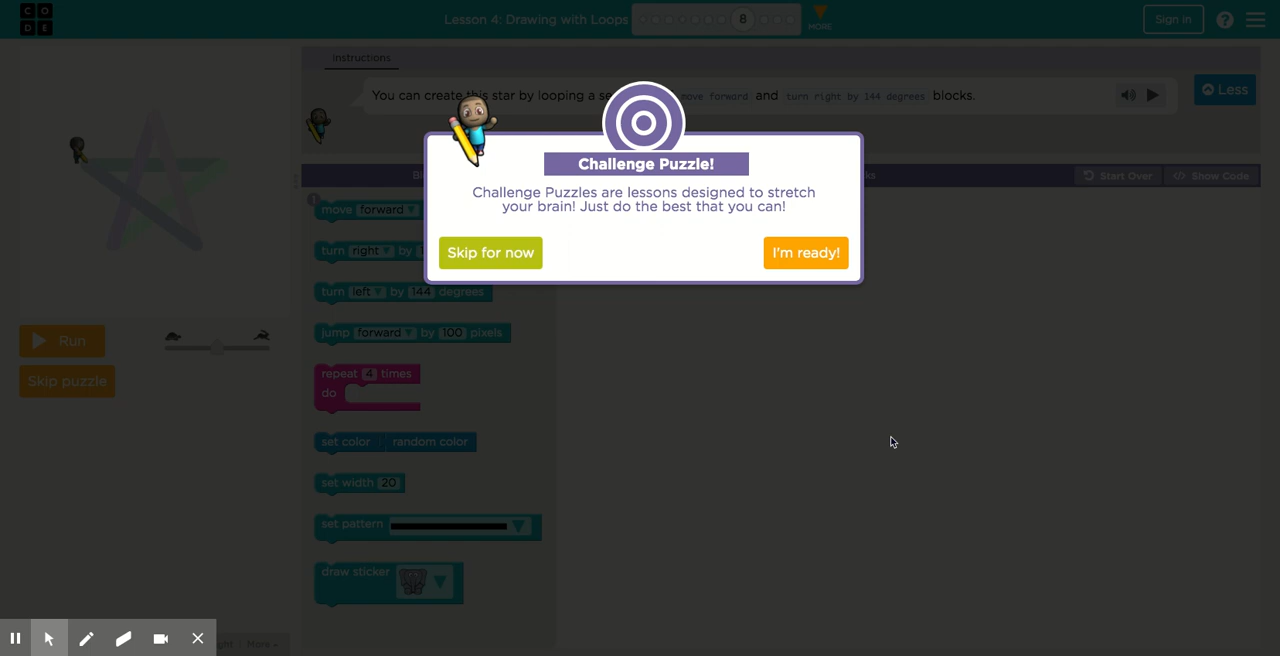 C O
D E
Lesson 4: Drawing with Loops
8
MORE
Sign in
?
Instructions
You can create this star by looping a se move forward and turn right by 144 degrees blocks.
Less
Challenge Puzzle!
Challenge Puzzles are lessons designed to stretch
your brain! Just do the best that you can!
Skip for now
I'm ready!
Start Over
Show Code
move forward
turn right by
turn left by 144 degrees
jump forward by 100 pixels
repeat 4 times
do
set color random color
set width 20
set pattern
draw sticker
Run
Skip puzzle
More